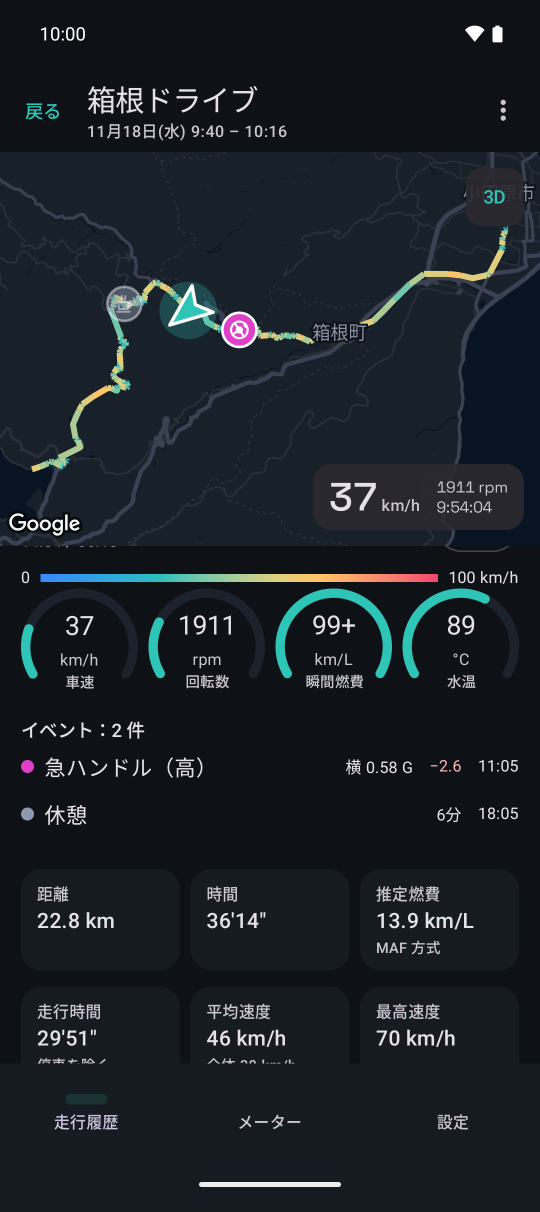 10:00
戻る
箱根ドライブ
11月18日(水) 9:40 – 10:16
3D
箱根町
37 km/h
1911 rpm
9:54:04
Google
0
100 km/h
37
km/h
車速
1911
rpm
回転数
99+
km/L
瞬間燃費
89
°C
水温
イベント：2 件
急ハンドル（高） 横 0.58 G −2.6 11:05
休憩 6分 18:05
距離
22.8 km
時間
36'14"
推定燃費
13.9 km/L
MAF 方式
走行時間
29'51"
平均速度
46 km/h
最高速度
70 km/h
走行履歴
メーター
設定